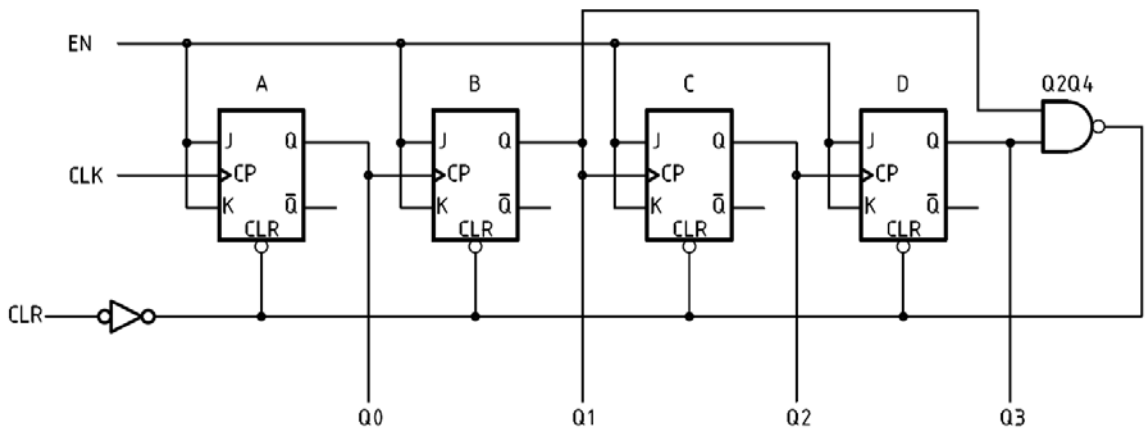 EN
A B C D Q2Q4
J Q J Q J Q J Q
CLK CP CP CP CP
K Q̅ K Q̅ K Q̅ K Q̅
CLR CLR CLR CLR
CLR
Q0 Q1 Q2 Q3